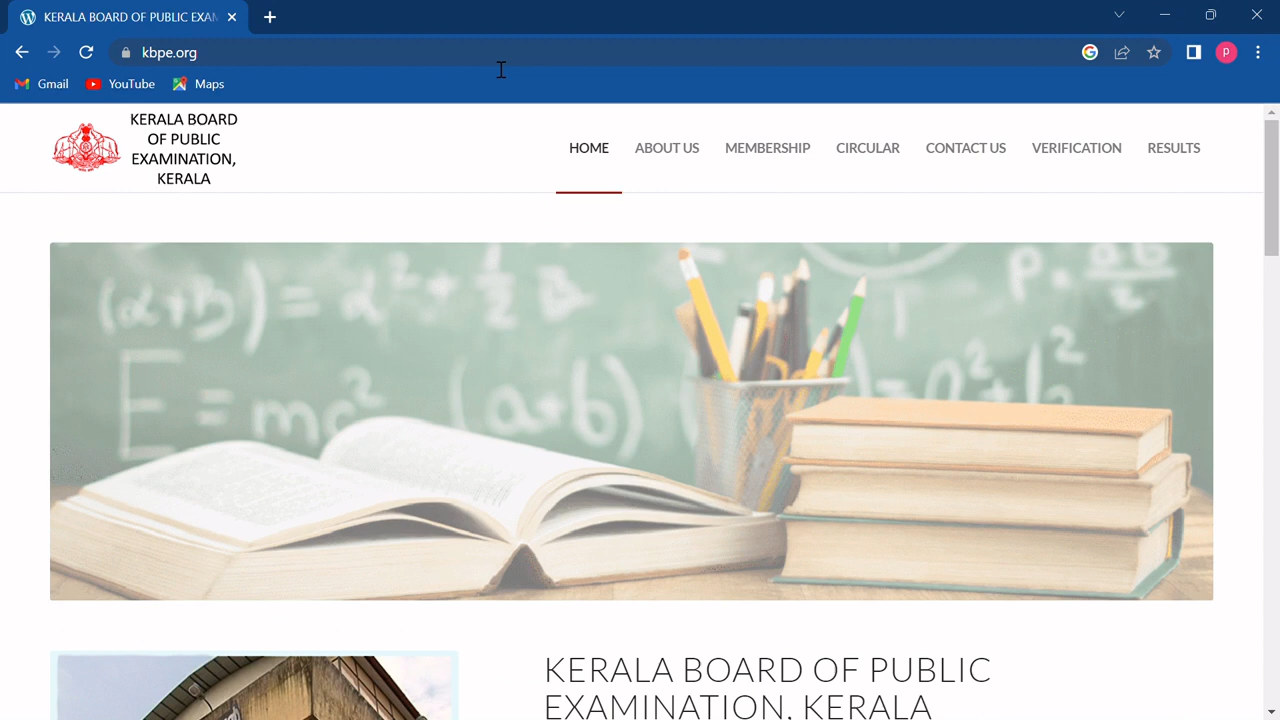 KERALA BOARD OF PUBLIC EXAM
kbpe.org
P
Gmail
YouTube
Maps
KERALA BOARD
OF PUBLIC
EXAMINATION,
KERALA
HOME ABOUT US MEMBERSHIP CIRCULAR CONTACT US VERIFICATION RESULTS
KERALA BOARD OF PUBLIC
EXAMINATION, KERALA